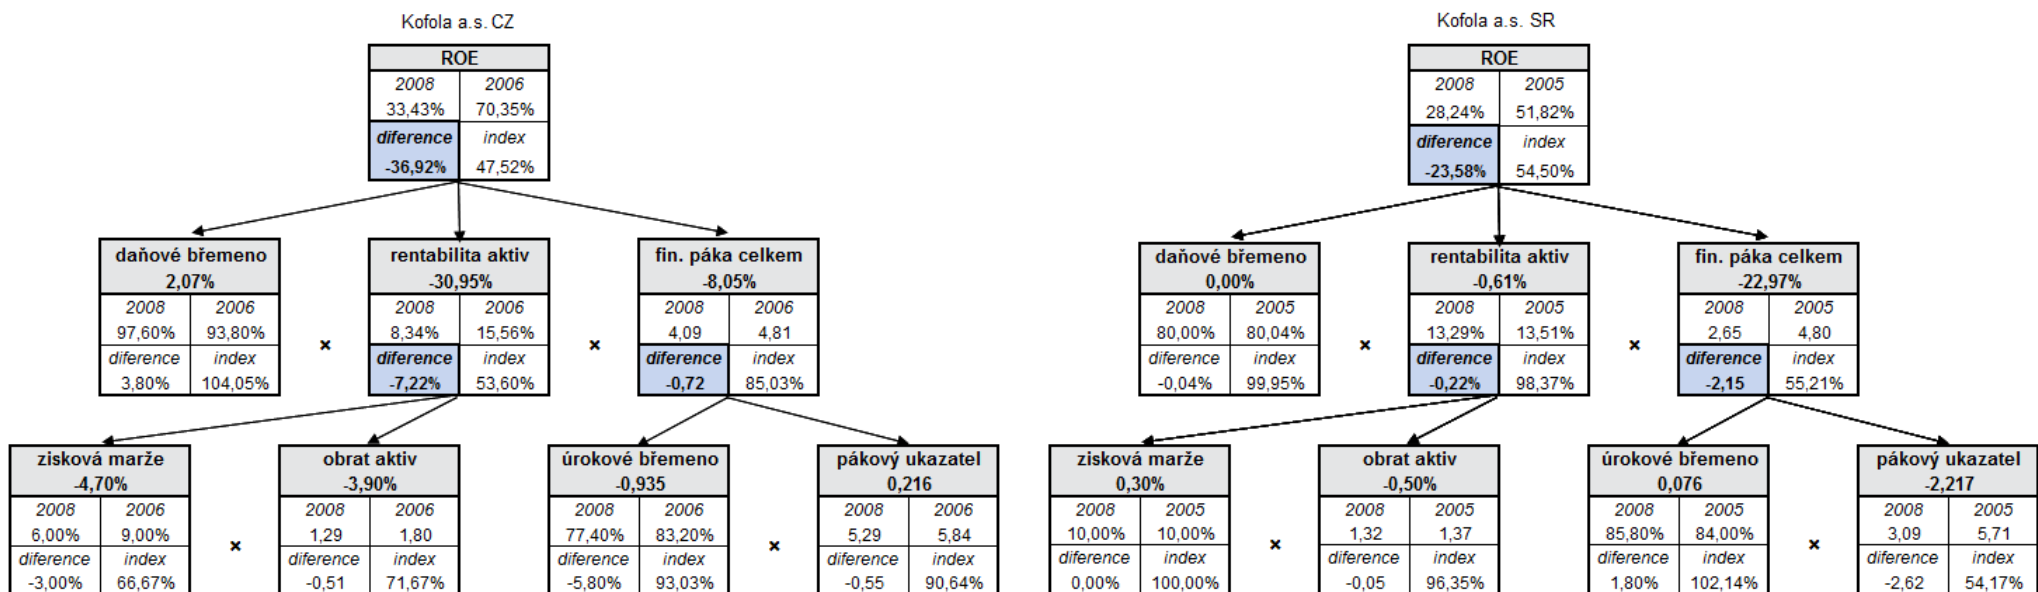 Kofola a.s. CZ
ROE
2008 2006
33,43% 70,35%
diference index
-36,92% 47,52%
daňové břemeno
2,07%
2008 2006
97,60% 93,80%
diference index
3,80% 104,05%
×
rentabilita aktiv
-30,95%
2008 2006
8,34% 15,56%
diference index
-7,22% 53,60%
×
fin. páka celkem
-8,05%
2008 2006
4,09 4,81
diference index
-0,72 85,03%
zisková marže
-4,70%
2008 2006
6,00% 9,00%
diference index
-3,00% 66,67%
×
obrat aktiv
-3,90%
2008 2006
1,29 1,80
diference index
-0,51 71,67%
úrokové břemeno
-0,935
2008 2006
77,40% 83,20%
diference index
-5,80% 93,03%
×
pákový ukazatel
0,216
2008 2006
5,29 5,84
diference index
-0,55 90,64%
Kofola a.s. SR
ROE
2008 2005
28,24% 51,82%
diference index
-23,58% 54,50%
daňové břemeno
0,00%
2008 2005
80,00% 80,04%
diference index
-0,04% 99,95%
×
rentabilita aktiv
-0,61%
2008 2005
13,29% 13,51%
diference index
-0,22% 98,37%
×
fin. páka celkem
-22,97%
2008 2005
2,65 4,80
diference index
-2,15 55,21%
zisková marže
0,30%
2008 2005
10,00% 10,00%
diference index
0,00% 100,00%
×
obrat aktiv
-0,50%
2008 2005
1,32 1,37
diference index
-0,05 96,35%
úrokové břemeno
0,076
2008 2005
85,80% 84,00%
diference index
1,80% 102,14%
×
pákový ukazatel
-2,217
2008 2005
3,09 5,71
diference index
-2,62 54,17%